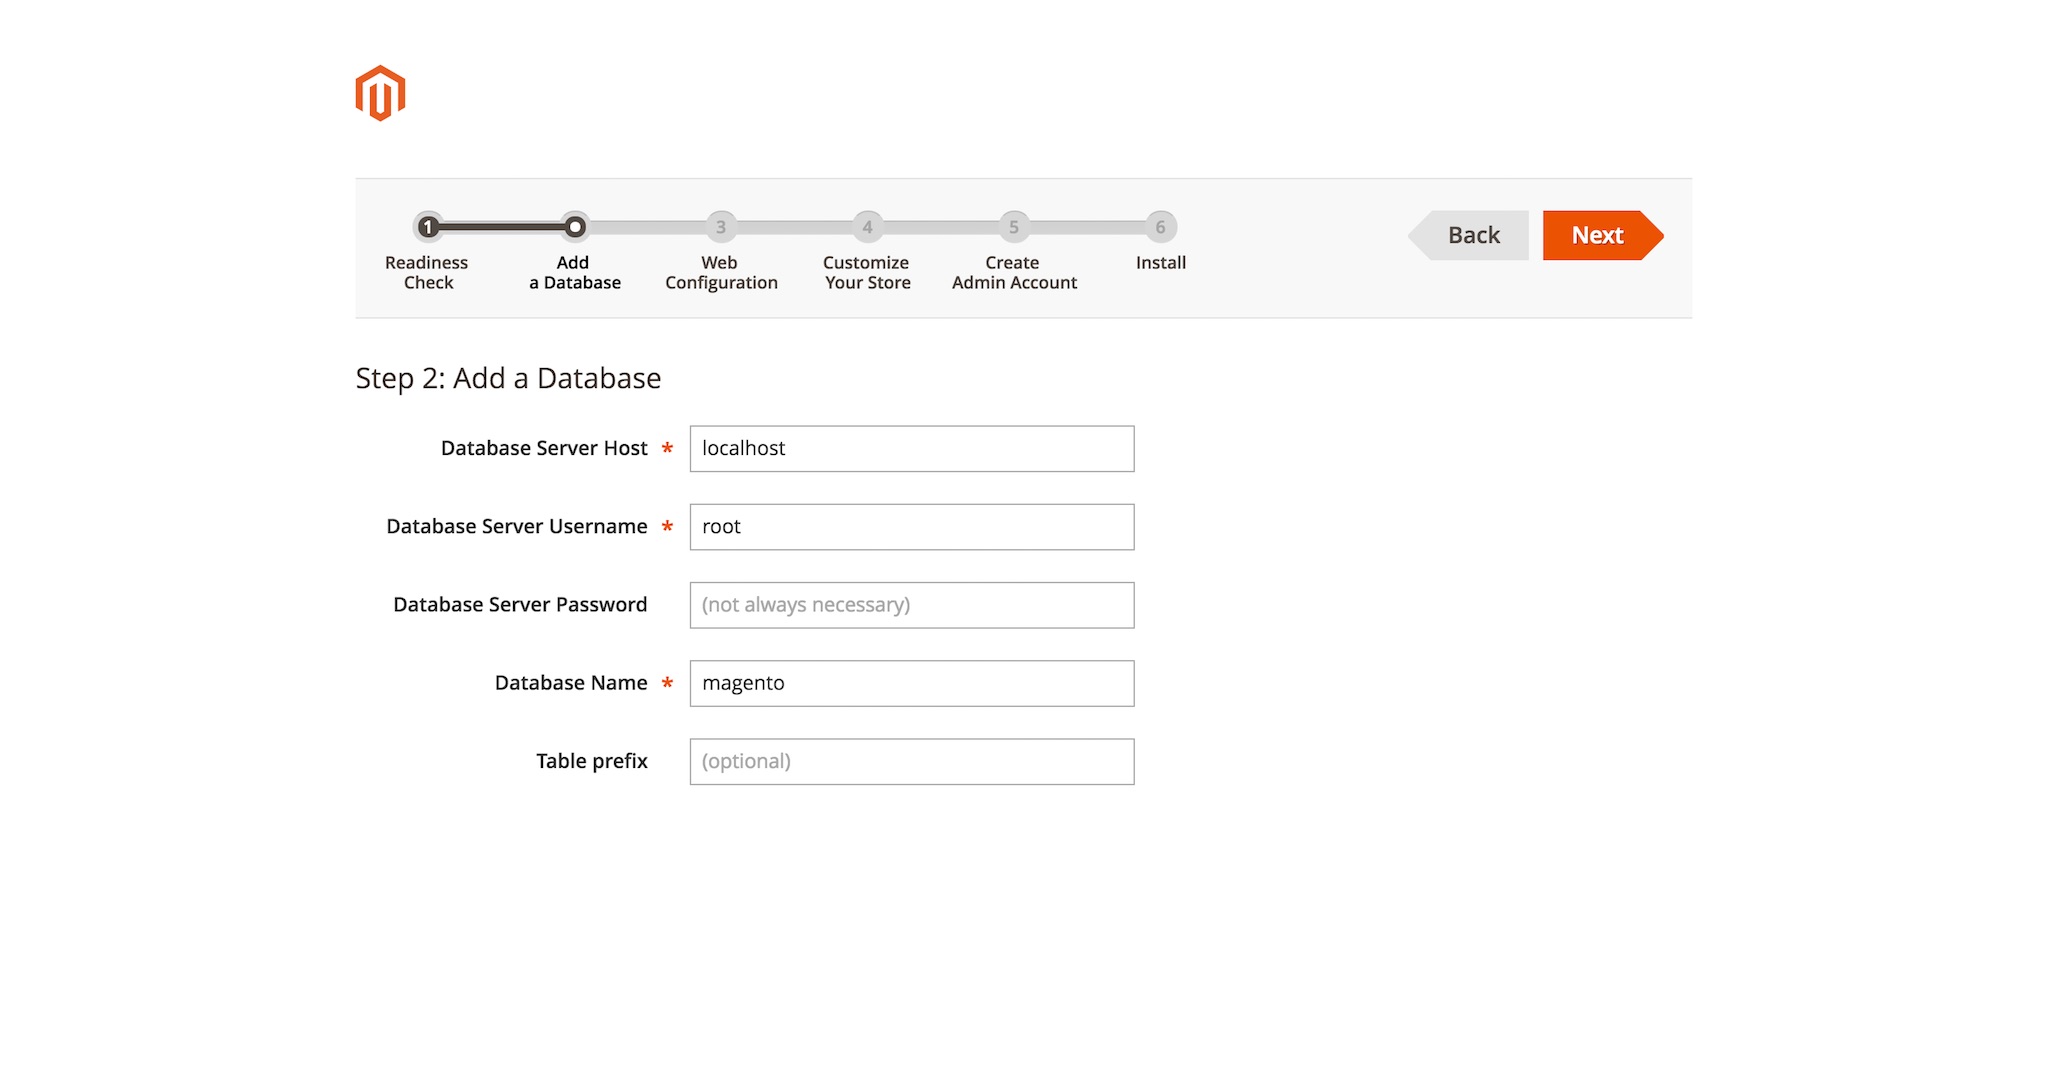 1 3 4 5 6
Readiness Check
Add a Database
Web Configuration
Customize Your Store
Create Admin Account
Install
Back
Next
Step 2: Add a Database
Database Server Host * localhost
Database Server Username * root
Database Server Password (not always necessary)
Database Name * magento
Table prefix (optional)